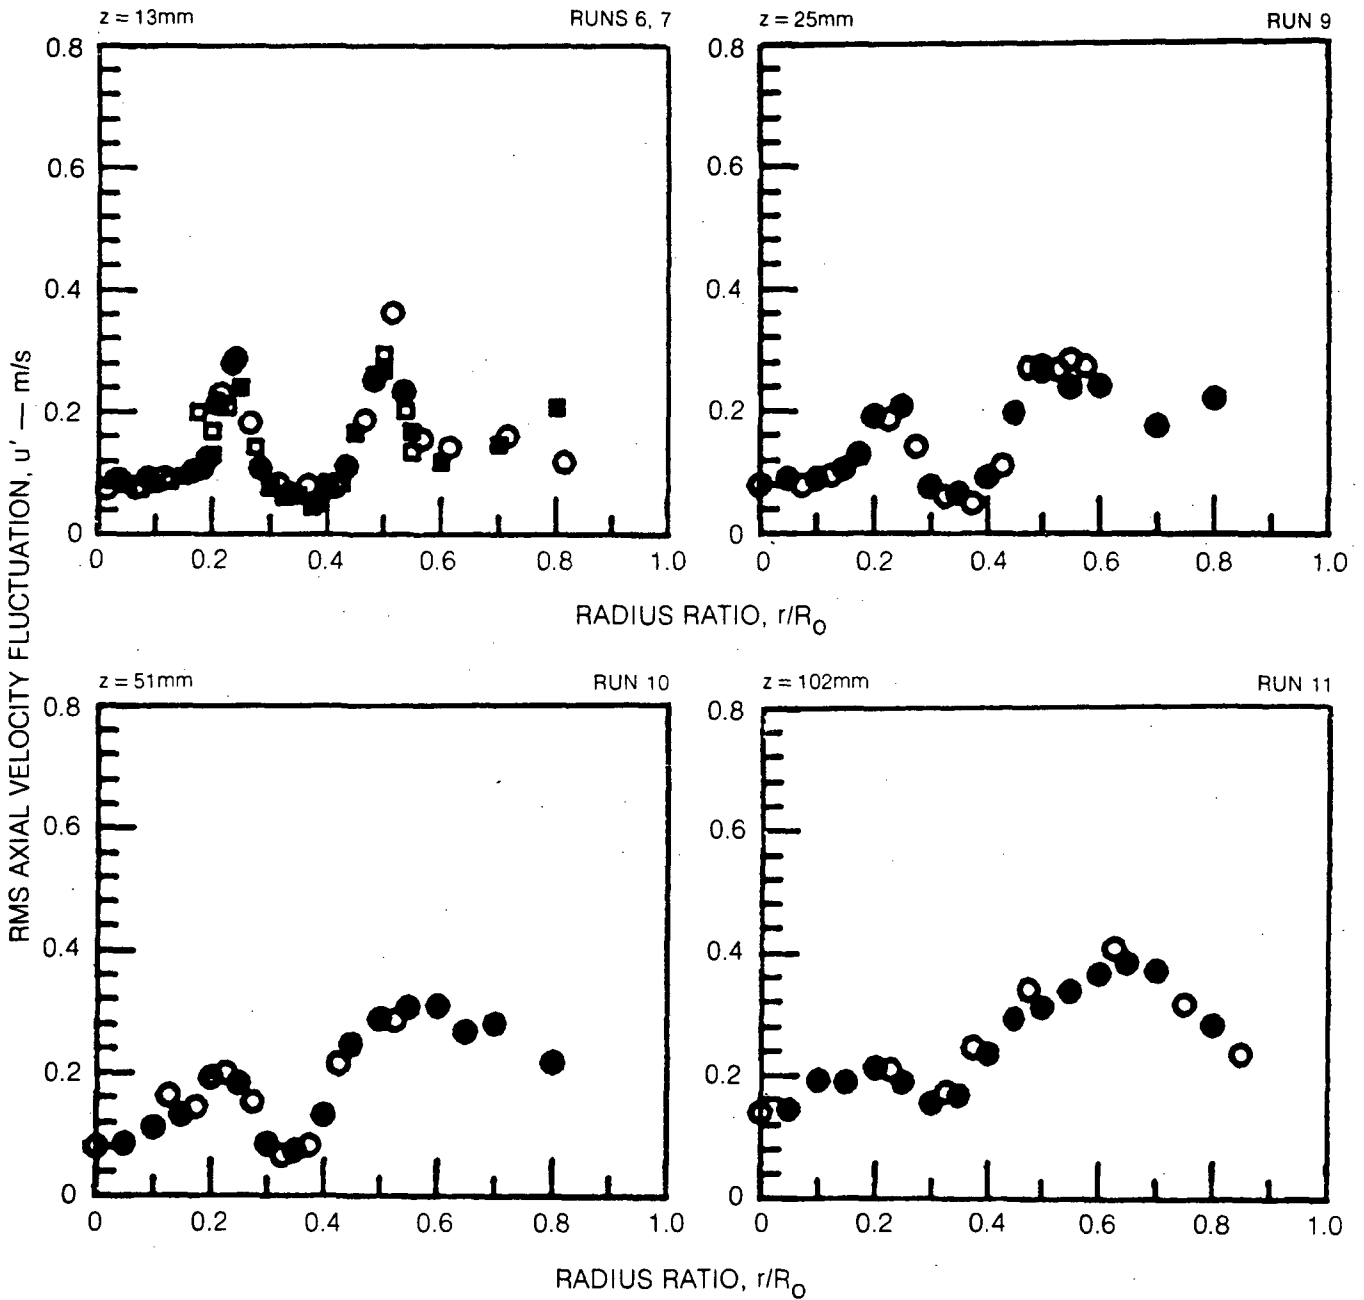 z = 13mm RUNS 6, 7
z = 25mm RUN 9
0.8
0.6
0.4
0.2
0
0 0.2 0.4 0.6 0.8 1.0
0.8
0.6
0.4
0.2
0
0 0.2 0.4 0.6 0.8 1.0
RADIUS RATIO, r/Ro
RMS AXIAL VELOCITY FLUCTUATION, u' — m/s
z = 51mm RUN 10
z = 102mm RUN 11
0.8
0.6
0.4
0.2
0
0 0.2 0.4 0.6 0.8 1.0
0.8
0.6
0.4
0.2
0
0 0.2 0.4 0.6 0.8 1.0
RADIUS RATIO, r/Ro